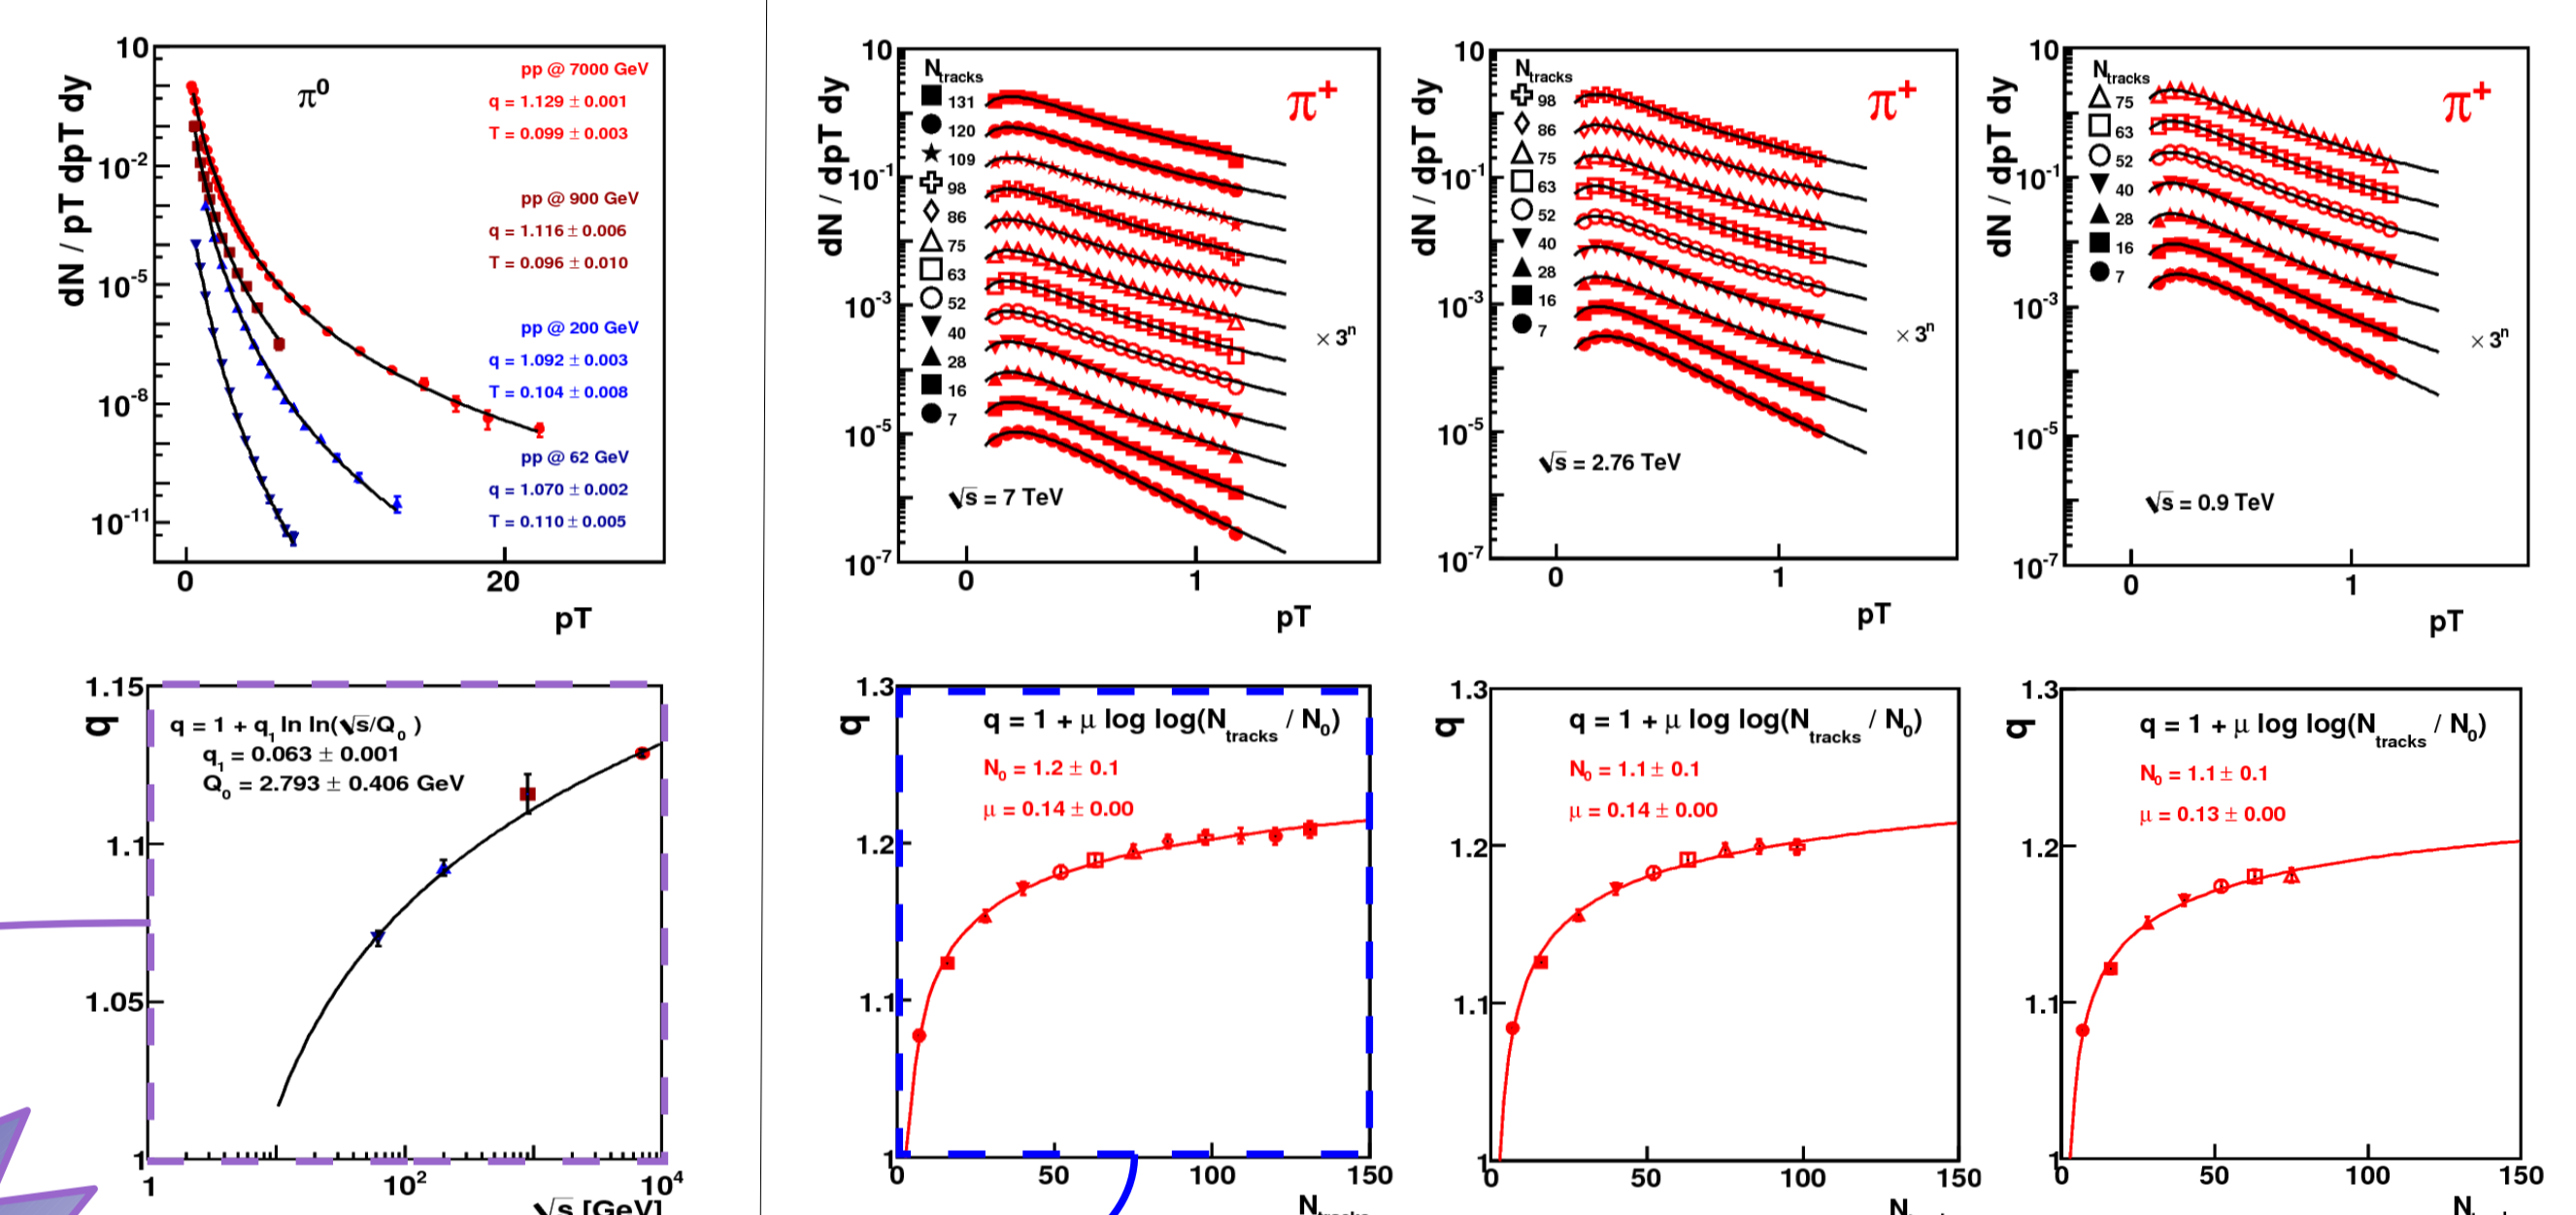 10
10⁻²
10⁻⁵
10⁻⁸
10⁻¹¹
dN / pT dpT dy
π⁰
pp @ 7000 GeV
q = 1.129 ± 0.001
T = 0.099 ± 0.003
pp @ 900 GeV
q = 1.116 ± 0.006
T = 0.096 ± 0.010
pp @ 200 GeV
q = 1.092 ± 0.003
T = 0.104 ± 0.008
pp @ 62 GeV
q = 1.070 ± 0.002
T = 0.110 ± 0.005
0 20
pT
10
10⁻¹
10⁻³
10⁻⁵
10⁻⁷
dN / dpT dy
N_tracks
131
120
109
98
86
75
63
52
40
28
16
7
π⁺
× 3ⁿ
√s = 7 TeV
0 1
pT
10
10⁻¹
10⁻³
10⁻⁵
10⁻⁷
dN / dpT dy
N_tracks
98
86
75
63
52
40
28
16
7
π⁺
× 3ⁿ
√s = 2.76 TeV
0 1
pT
10
10⁻¹
10⁻³
10⁻⁵
10⁻⁷
dN / dpT dy
N_tracks
75
63
52
40
28
16
7
π⁺
× 3ⁿ
√s = 0.9 TeV
0 1
pT
1.15
1.1
1.05
1
q
q = 1 + q₁ ln ln(√s/Q₀ )
q₁ = 0.063 ± 0.001
Q₀ = 2.793 ± 0.406 GeV
1 10² 10⁴
√s [GeV]
1.3
1.2
1.1
1
q
q = 1 + μ log log(N_tracks / N₀)
N₀ = 1.2 ± 0.1
μ = 0.14 ± 0.00
0 50 100 150
N_tracks
1.3
1.2
1.1
1
q
q = 1 + μ log log(N_tracks / N₀)
N₀ = 1.1 ± 0.1
μ = 0.14 ± 0.00
0 50 100 150
N_tracks
1.3
1.2
1.1
1
q
q = 1 + μ log log(N_tracks / N₀)
N₀ = 1.1 ± 0.1
μ = 0.13 ± 0.00
0 50 100 150
N_tracks